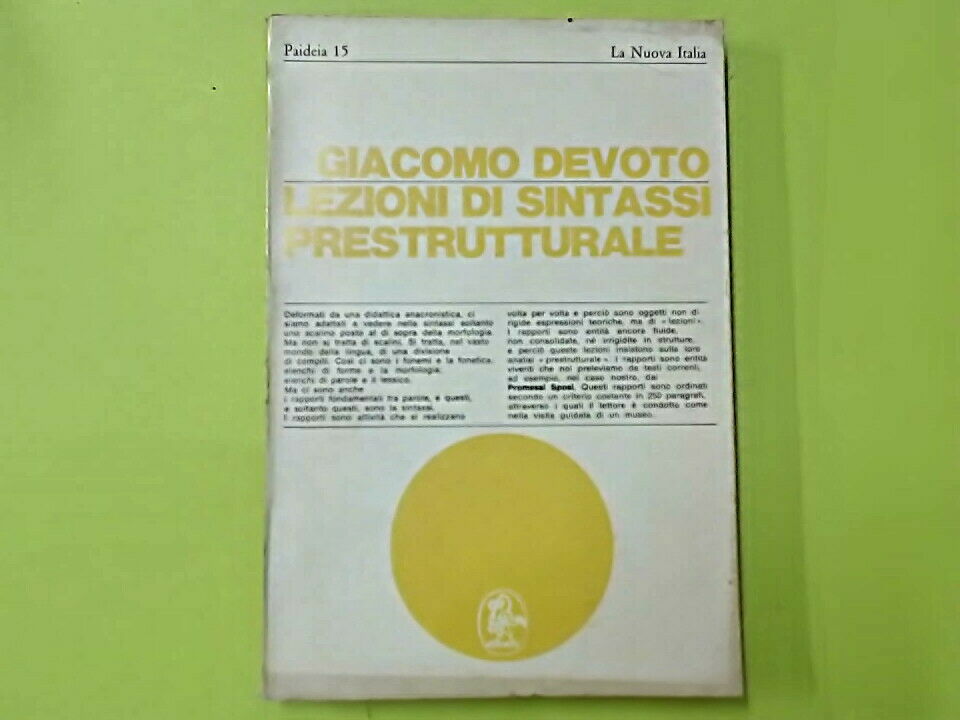 Paideia 15
La Nuova Italia
GIACOMO DEVOTO
LEZIONI DI SINTASSI
PRESTRUTTURALE
Deformati da una didattica anacronistica, ci
siamo adattati a vedere nella sintassi soltanto
uno scalino posto al di sopra della morfologia.
Ma non si tratta di scalini. Si tratta, nel vasto
mondo della lingua, di una divisione
di compiti. Così ci sono i fonemi e la fonetica,
elenchi di forme e la morfologia,
elenchi di parole e il lessico.
Ma ci sono anche
i rapporti fondamentali fra parole, e questi,
e soltanto questi, sono la sintassi.
I rapporti sono attività che si realizzano
volta per volta e perciò sono oggetti non di
rigide espressioni teoriche, ma di «lezioni».
I rapporti sono entità ancora fluide,
non consolidate, né irrigidite in strutture,
e perciò queste lezioni insistono sulla loro
analisi «prestrutturale». I rapporti sono entità
viventi che noi preleviamo da testi correnti,
ad esempio, nel caso nostro, dai
Promessi Sposi. Questi rapporti sono ordinati
secondo un criterio costante in 250 paragrafi,
attraverso i quali il lettore è condotto come
nella visita guidata di un museo.